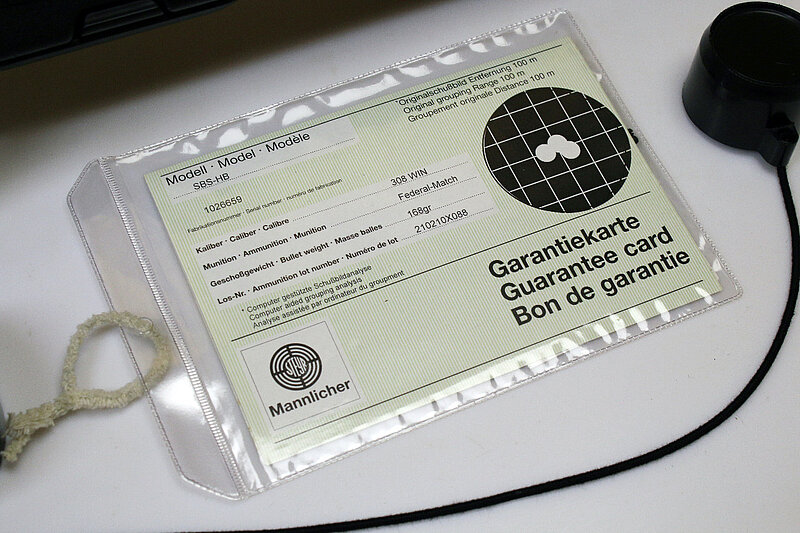 *Originalschußbild Entfernung 100 m
Original grouping Range 100 m
Groupement originale Distance 100 m
Modell · Model · Modèle
SBS-HB
1026659
Fabrikationsnummer · Serial number · numéro de fabrication
Kaliber · Caliber · Calibre 308 WIN
Munition · Ammunition · Munition Federal-Match
Geschoßgewicht · Bullet weight · Masse balles 168gr
Los-Nr. · Ammunition lot number · Numéro de lot 210210X088
* Computer gestützte Schußbildanalyse
Computer aided grouping analysis
Analyse assistée par ordinateur du groupment
Garantiekarte
Guarantee card
Bon de garantie
STEYR
Mannlicher